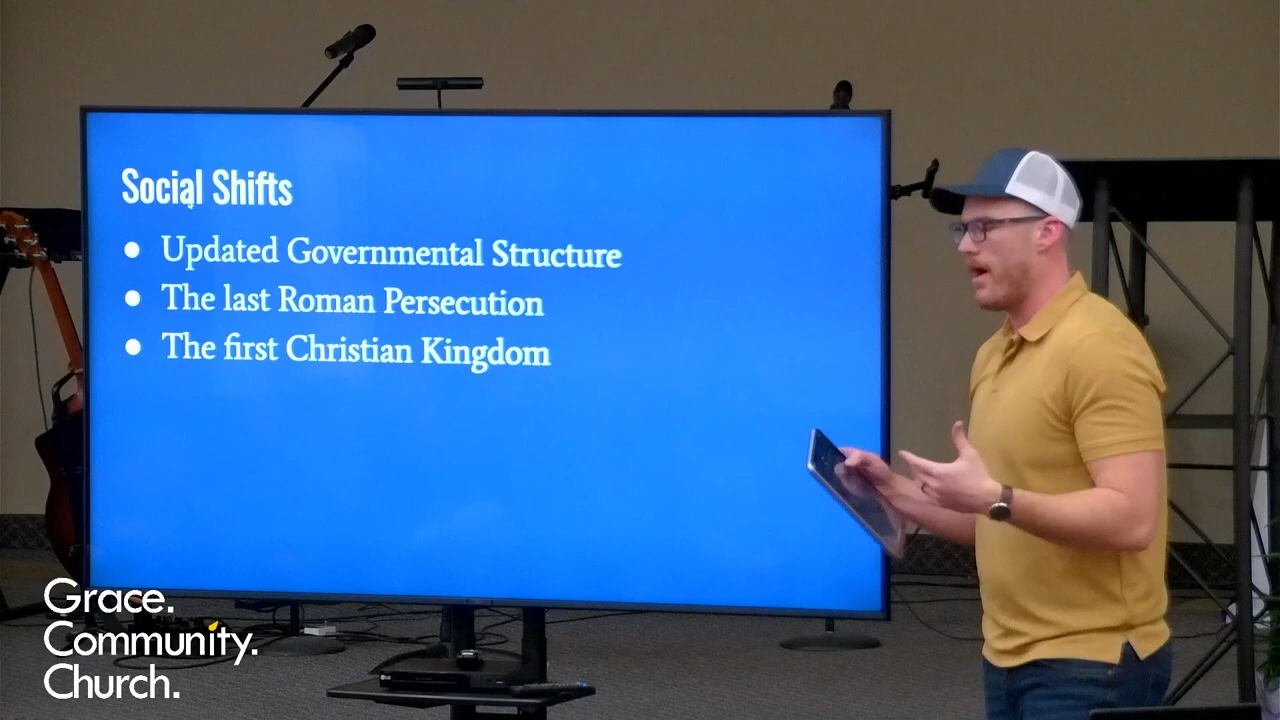 Social Shifts
Updated Governmental Structure
The last Roman Persecution
The first Christian Kingdom
Grace.
Community.
Church.